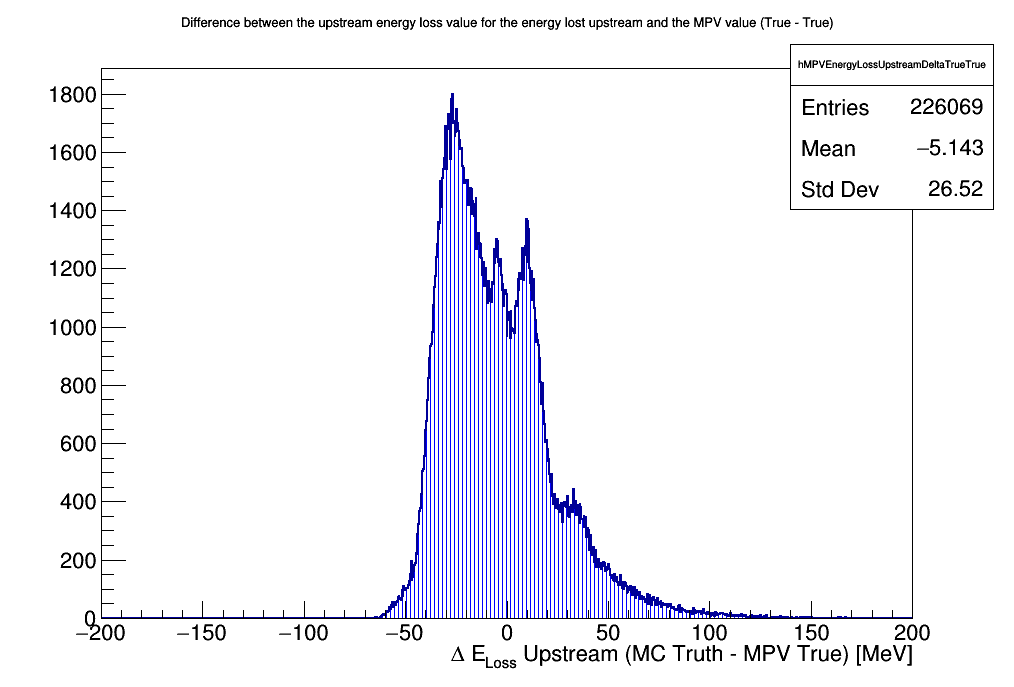 Difference between the upstream energy loss value for the energy lost upstream and the MPV value (True - True)
hMPVEnergyLossUpstreamDeltaTrueTrue
Entries 226069
Mean −5.143
Std Dev 26.52
1800
1600
1400
1200
1000
800
600
400
200
0
−200 −150 −100 −50 0 50 100 150 200
Δ E_Loss Upstream (MC Truth - MPV True) [MeV]